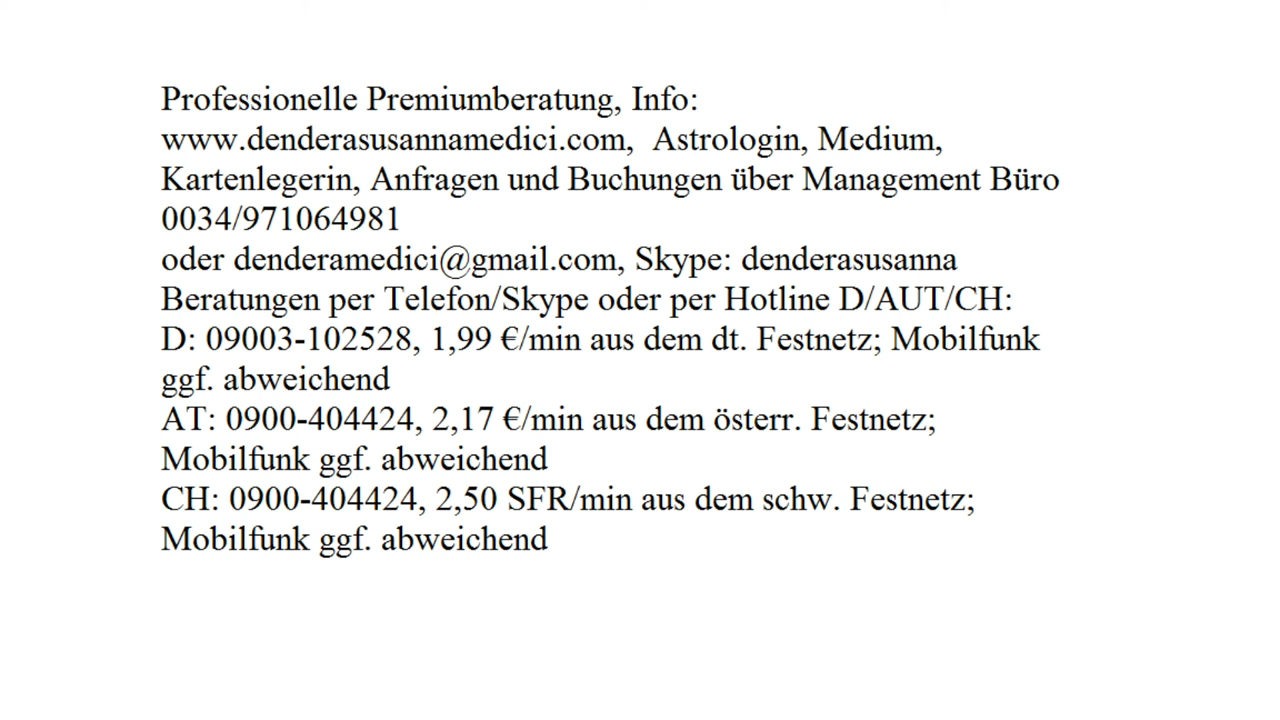 Professionelle Premiumberatung, Info:
www.denderasusannamedici.com,  Astrologin, Medium,
Kartenlegerin, Anfragen und Buchungen über Management Büro
0034/971064981
oder denderamedici@gmail.com, Skype: denderasusanna
Beratungen per Telefon/Skype oder per Hotline D/AUT/CH:
D: 09003-102528, 1,99 €/min aus dem dt. Festnetz; Mobilfunk
ggf. abweichend
AT: 0900-404424, 2,17 €/min aus dem österr. Festnetz;
Mobilfunk ggf. abweichend
CH: 0900-404424, 2,50 SFR/min aus dem schw. Festnetz;
Mobilfunk ggf. abweichend